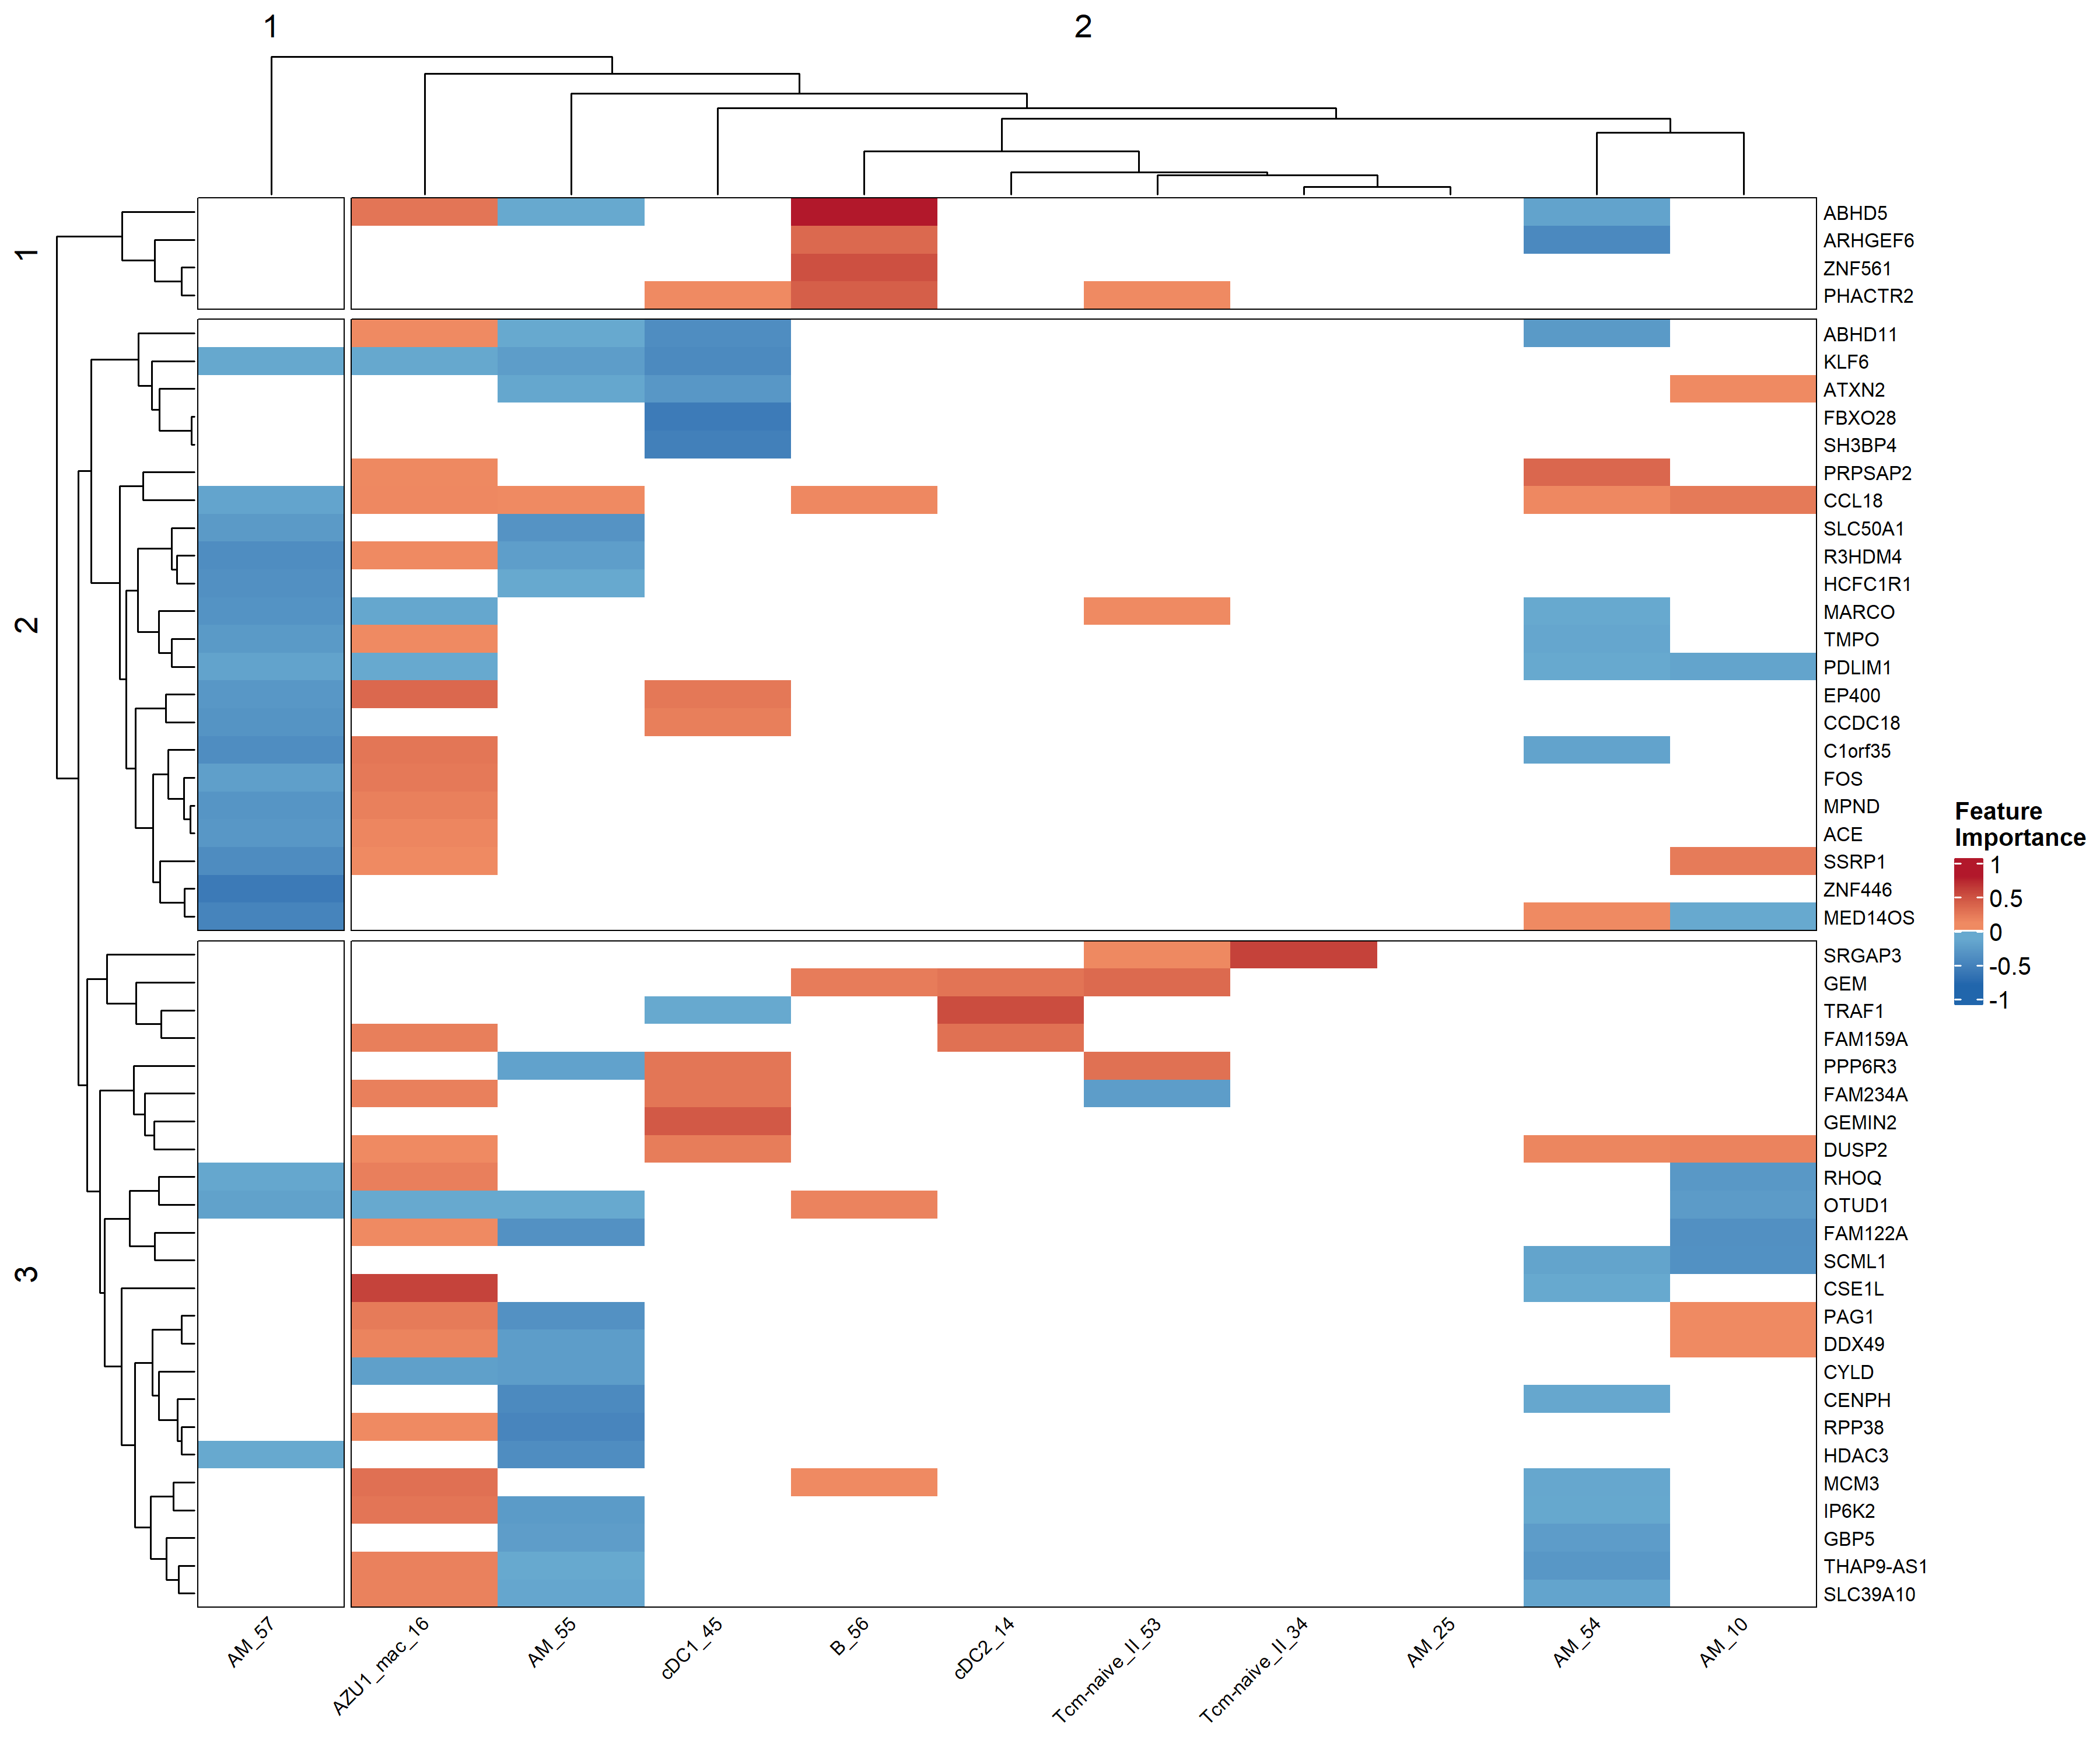 1
2
1
2
3
ABHD5
ARHGEF6
ZNF561
PHACTR2
ABHD11
KLF6
ATXN2
FBXO28
SH3BP4
PRPSAP2
CCL18
SLC50A1
R3HDM4
HCFC1R1
MARCO
TMPO
PDLIM1
EP400
CCDC18
C1orf35
FOS
MPND
ACE
SSRP1
ZNF446
MED14OS
SRGAP3
GEM
TRAF1
FAM159A
PPP6R3
FAM234A
GEMIN2
DUSP2
RHOQ
OTUD1
FAM122A
SCML1
CSE1L
PAG1
DDX49
CYLD
CENPH
RPP38
HDAC3
MCM3
IP6K2
GBP5
THAP9-AS1
SLC39A10
AM_57
AZU1_mac_16
AM_55
cDC1_45
B_56
cDC2_14
Tcm-naive_II_53
Tcm-naive_II_34
AM_25
AM_54
AM_10
Feature
Importance
1
0.5
0
-0.5
-1